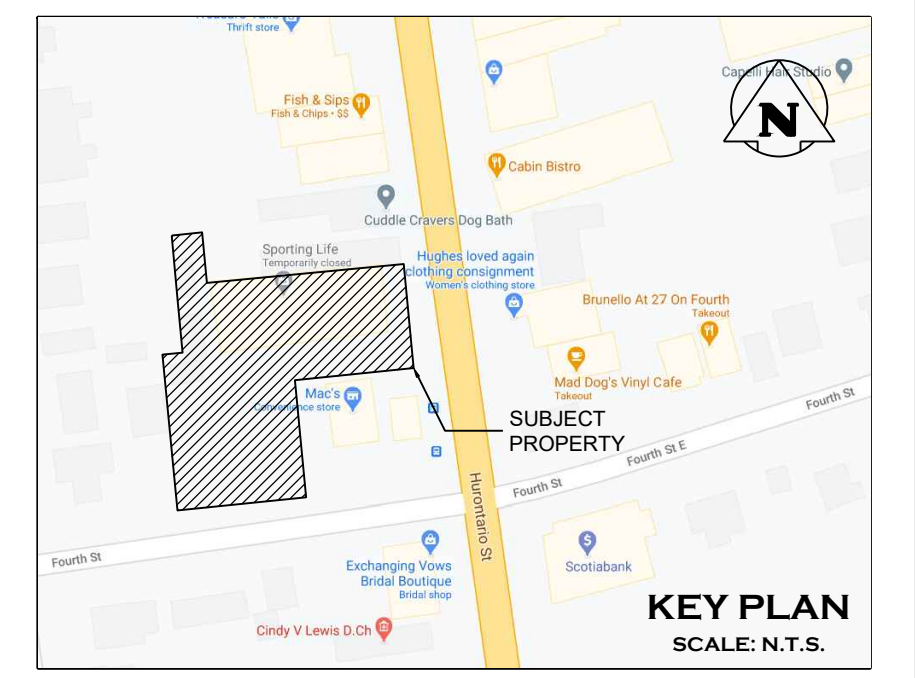 Thrift store
Capelli Hair Studio
N
Fish & Sips
Fish & Chips • $$
Cabin Bistro
Cuddle Cravers Dog Bath
Sporting Life
Temporarily closed
Hughes loved again
clothing consignment
Women's clothing store
Brunello At 27 On Fourth
Takeout
Mad Dog's Vinyl Cafe
Takeout
Mac's
Convenience store
SUBJECT
PROPERTY
Fourth St
Fourth St E
Fourth St
Hurontario St
Fourth St
Exchanging Vows
Bridal Boutique
Bridal shop
Scotiabank
Cindy V Lewis D.Ch
KEY PLAN
SCALE: N.T.S.